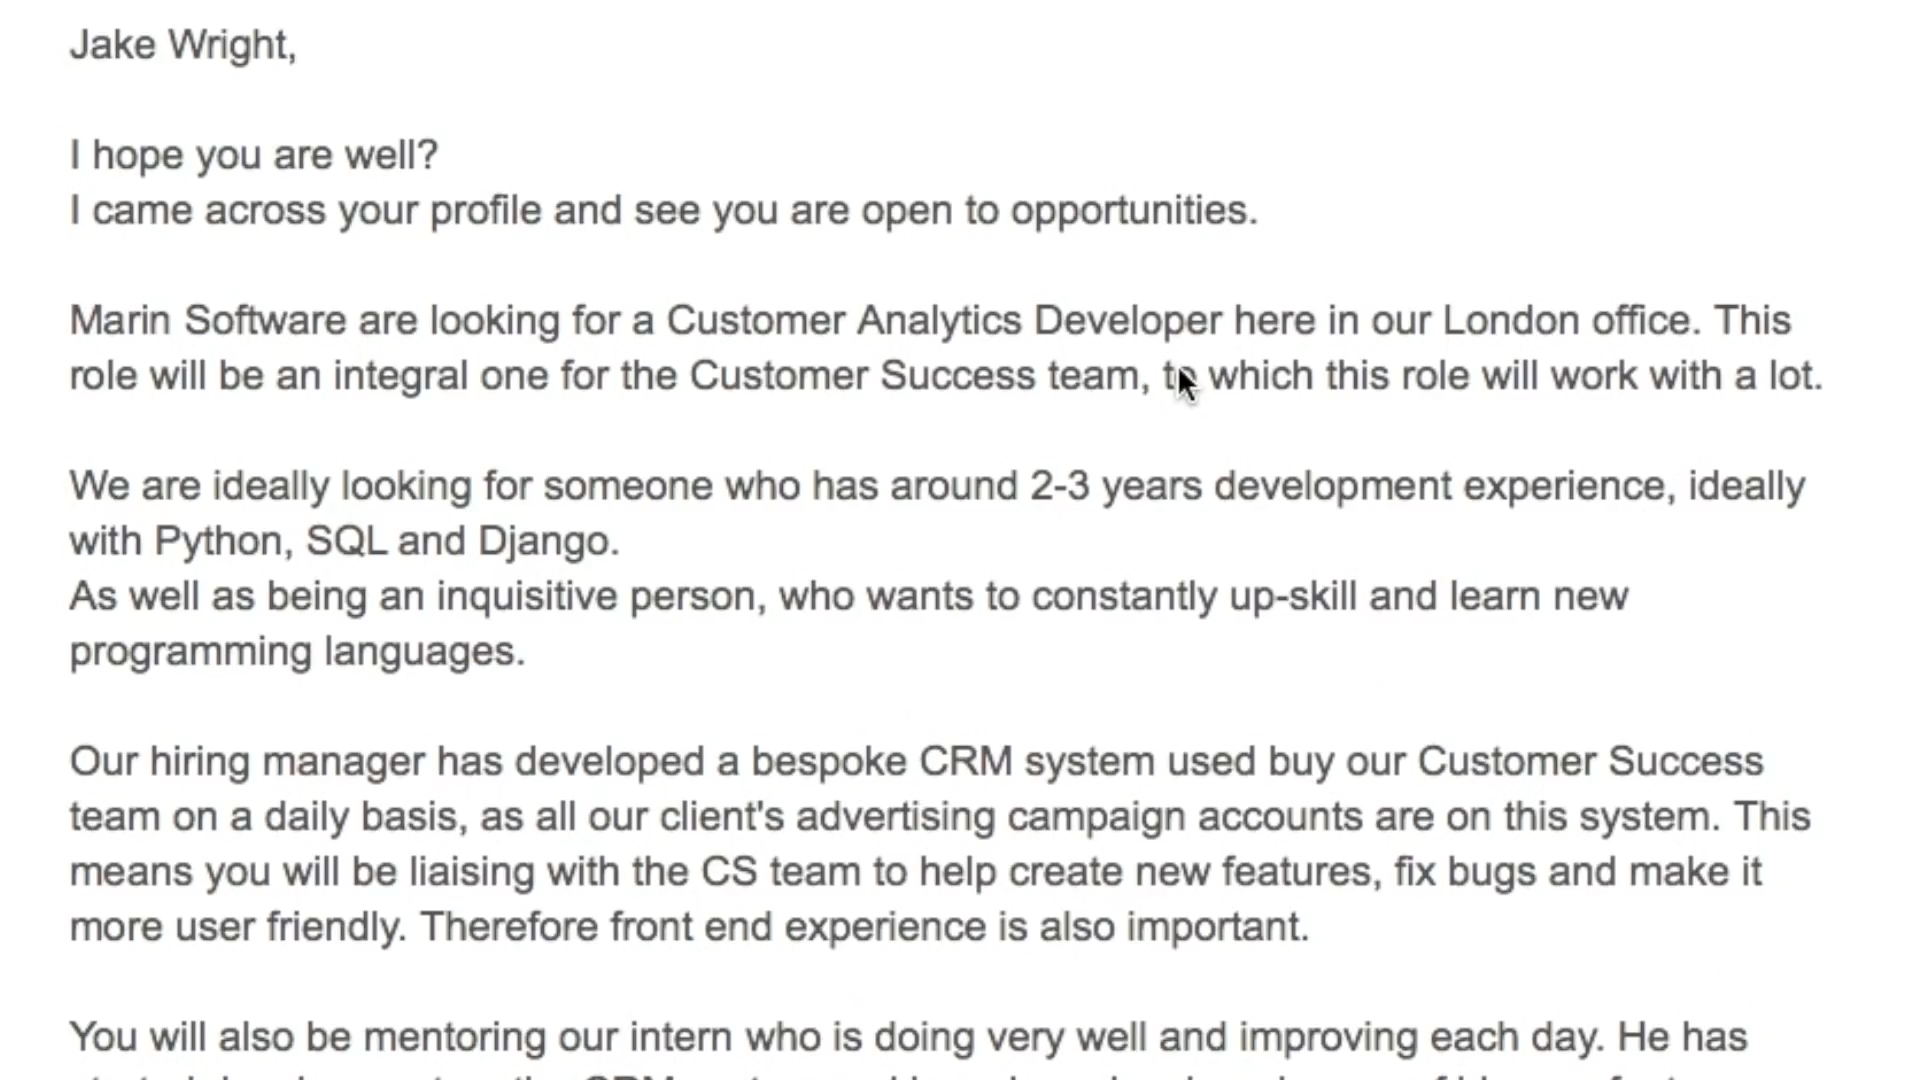 Jake Wright,
I hope you are well?
I came across your profile and see you are open to opportunities.
Marin Software are looking for a Customer Analytics Developer here in our London office. This
role will be an integral one for the Customer Success team, to which this role will work with a lot.
We are ideally looking for someone who has around 2-3 years development experience, ideally
with Python, SQL and Django.
As well as being an inquisitive person, who wants to constantly up-skill and learn new
programming languages.
Our hiring manager has developed a bespoke CRM system used buy our Customer Success
team on a daily basis, as all our client's advertising campaign accounts are on this system. This
means you will be liaising with the CS team to help create new features, fix bugs and make it
more user friendly. Therefore front end experience is also important.
You will also be mentoring our intern who is doing very well and improving each day. He has